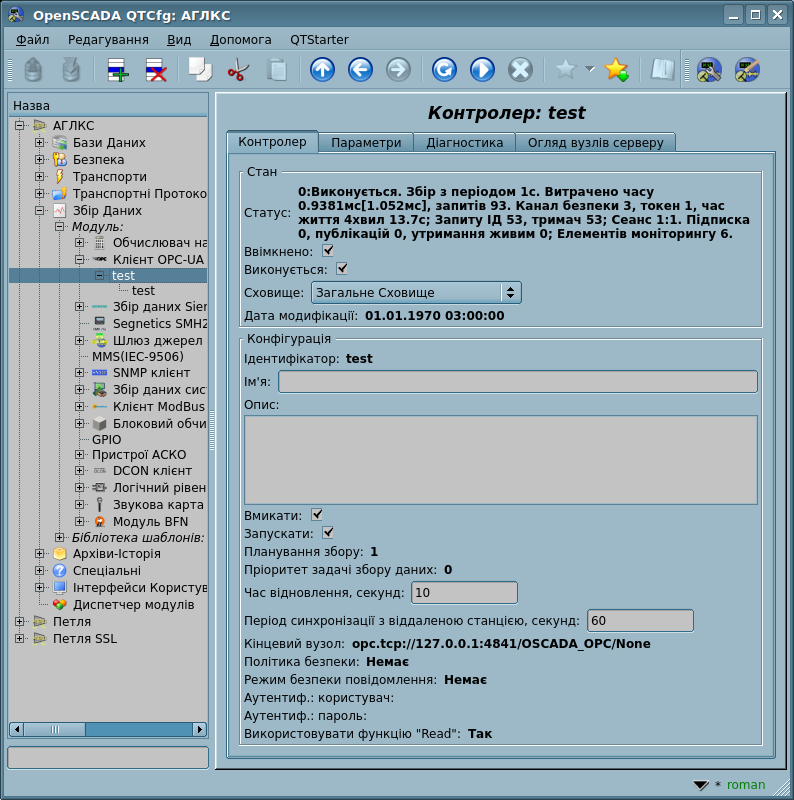 OpenSCADA QTCfg: АГЛКС
Файл Редагування Вид Допомога QTStarter
Назва
АГЛКС
Бази Даних
Безпека
Транспорти
Транспортні Протоко
Збір Даних
Модуль:
Обчислювач на
Клієнт OPC-UA
test
test
Збір даних Sier
Segnetics SMH2
Шлюз джерел
MMS(IEC-9506)
SNMP клієнт
Збір даних сис
Клієнт ModBus
Блоковий обчи
GPIO
Пристрої АСКО
DCON клієнт
Логічний рівен
Звукова карта
Модуль BFN
Бібліотека шаблонів:
Архіви-Історія
Спеціальні
Інтерфейси Користув
Диспетчер модулів
Петля
Петля SSL
Контролер: test
Контролер Параметри Діагностика Огляд вузлів серверу
Стан
Статус: 0:Виконується. Збір з періодом 1с. Витрачено часу
0.9381мс[1.052мс], запитів 93. Канал безпеки 3, токен 1, час
життя 4хвил 13.7с; Запиту ІД 53, тримач 53; Сеанс 1:1. Підписка
0, публікацій 0, утримання живим 0; Елементів моніторингу 6.
Ввімкнено:
Виконується:
Сховище: Загальне Сховище
Дата модифікації: 01.01.1970 03:00:00
Конфігурація
Ідентифікатор: test
Ім'я:
Опис:
Вмикати:
Запускати:
Планування збору: 1
Пріоритет задачі збору даних: 0
Час відновлення, секунд: 10
Період синхронізації з віддаленою станцією, секунд: 60
Кінцевий вузол: opc.tcp://127.0.0.1:4841/OSCADA_OPC/None
Політика безпеки: Немає
Режим безпеки повідомлення: Немає
Аутентиф.: користувач:
Аутентиф.: пароль:
Використовувати функцію "Read": Так
* roman